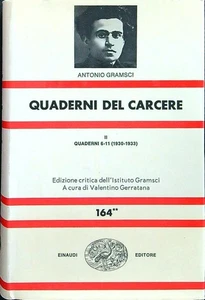 ANTONIO GRAMSCI
QUADERNI DEL CARCERE
II
QUADERNI 6-11 (1930-1933)
Edizione critica dell'Istituto Gramsci
A cura di Valentino Gerratana
164**
EINAUDI EDITORE